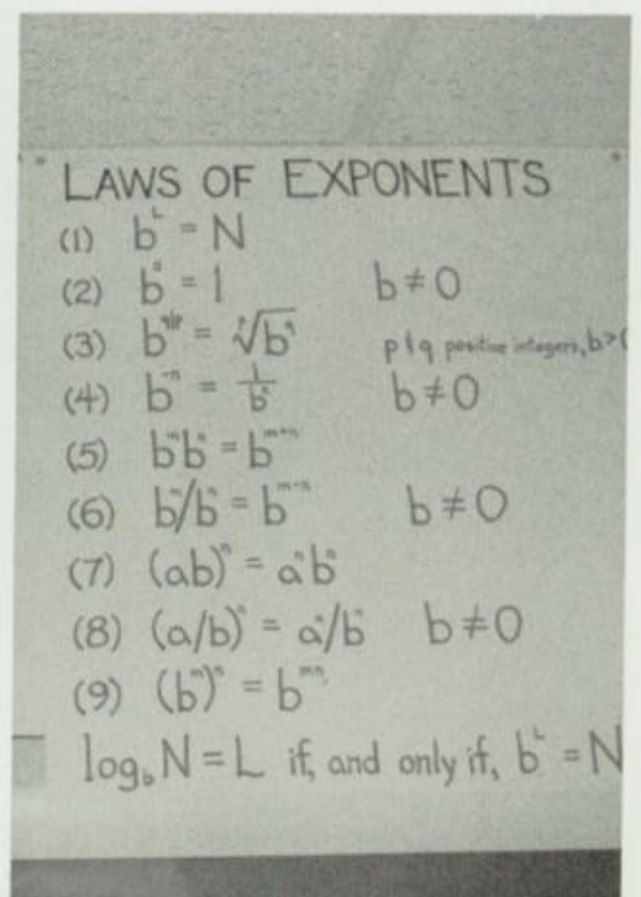 LAWS OF EXPONENTS
(1) b^L = N
(2) b^0 = 1 b ≠ 0
(3) b^(q/p) = ᵖ√b^q p & q positive integers, b>
(4) b^-n = 1/b^n b ≠ 0
(5) b^m b^n = b^(m+n)
(6) b^m/b^n = b^(m-n) b ≠ 0
(7) (ab)^n = a^n b^n
(8) (a/b)^n = a^n/b^n b ≠ 0
(9) (b^m)^n = b^mn
log_b N = L if, and only if, b^L = N